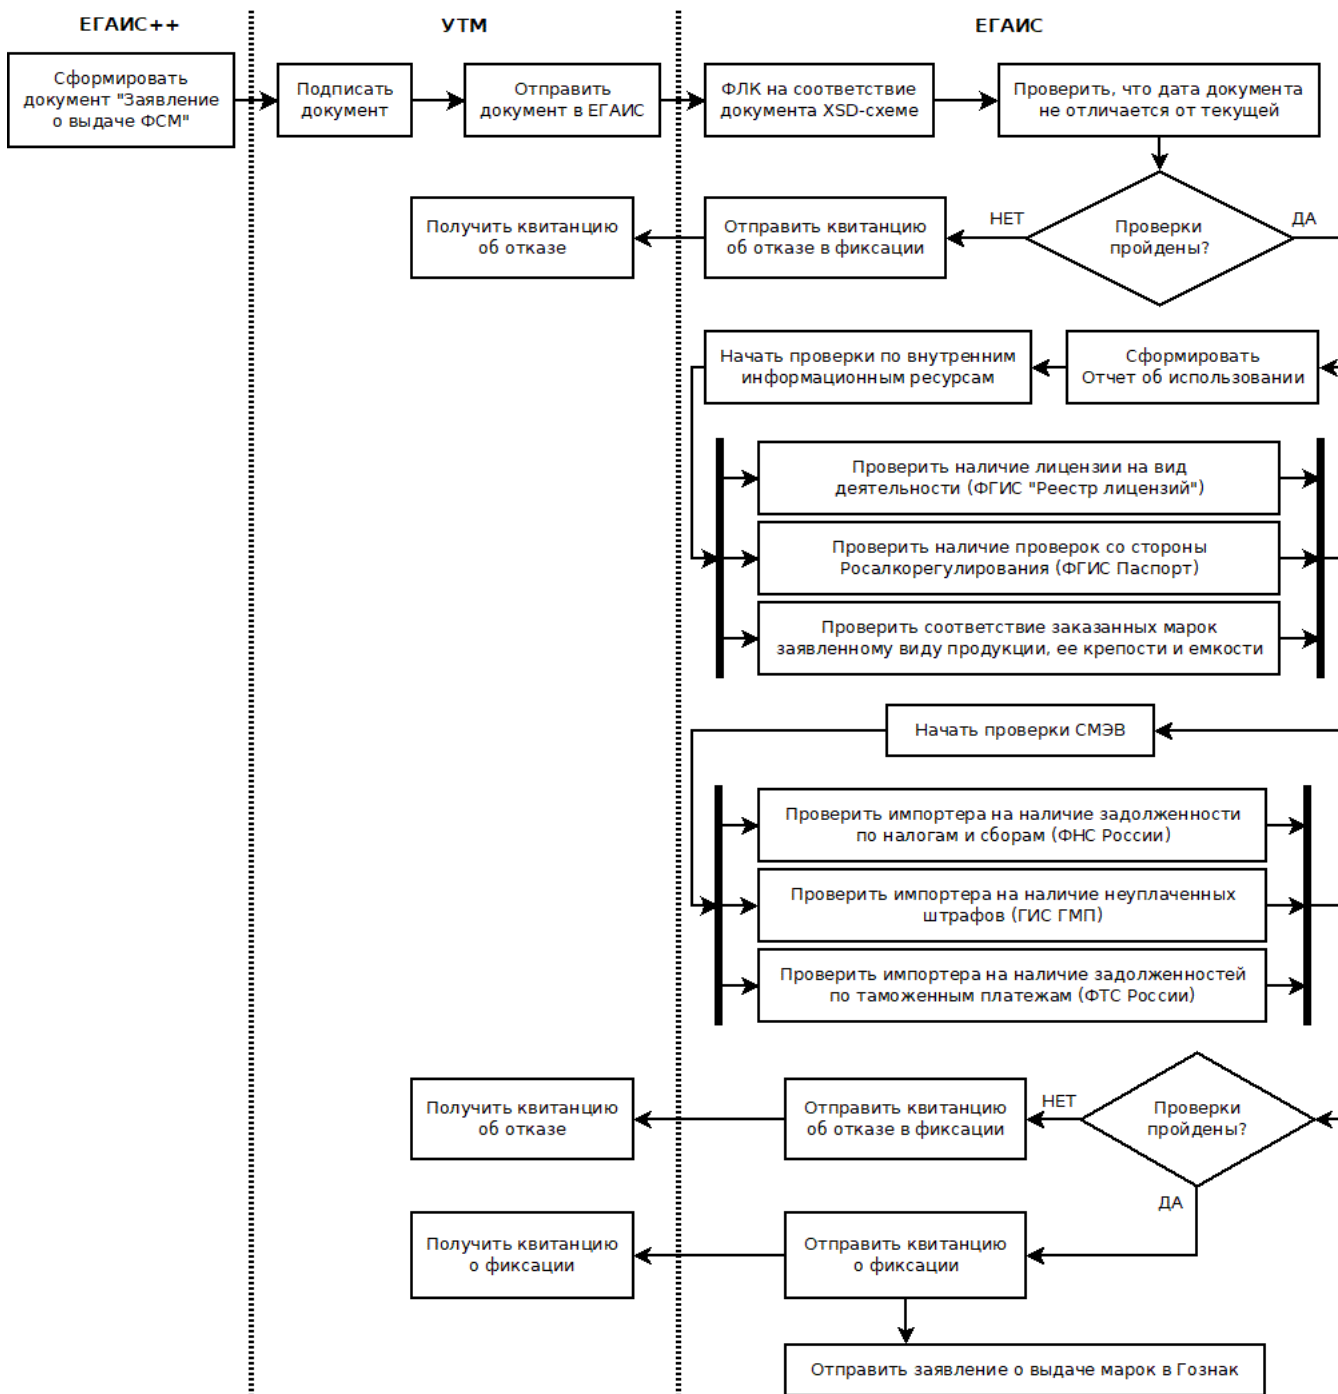 ЕГАИС++
УТМ
ЕГАИС
Сформировать
документ "Заявление
о выдаче ФСМ"
Подписать
документ
Отправить
документ в ЕГАИС
ФЛК на соответствие
документа XSD-схеме
Проверить, что дата документа
не отличается от текущей
Получить квитанцию
об отказе
Отправить квитанцию
об отказе в фиксации
НЕТ
Проверки
пройдены?
ДА
Начать проверки по внутренним
информационным ресурсам
Сформировать
Отчет об использовании
Проверить наличие лицензии на вид
деятельности (ФГИС "Реестр лицензий")
Проверить наличие проверок со стороны
Росалкорегулирования (ФГИС Паспорт)
Проверить соответствие заказанных марок
заявленному виду продукции, ее крепости и емкости
Начать проверки СМЭВ
Проверить импортера на наличие задолженности
по налогам и сборам (ФНС России)
Проверить импортера на наличие неуплаченных
штрафов (ГИС ГМП)
Проверить импортера на наличие задолженностей
по таможенным платежам (ФТС России)
Получить квитанцию
об отказе
Отправить квитанцию
об отказе в фиксации
НЕТ
Проверки
пройдены?
ДА
Получить квитанцию
о фиксации
Отправить квитанцию
о фиксации
Отправить заявление о выдаче марок в Гознак